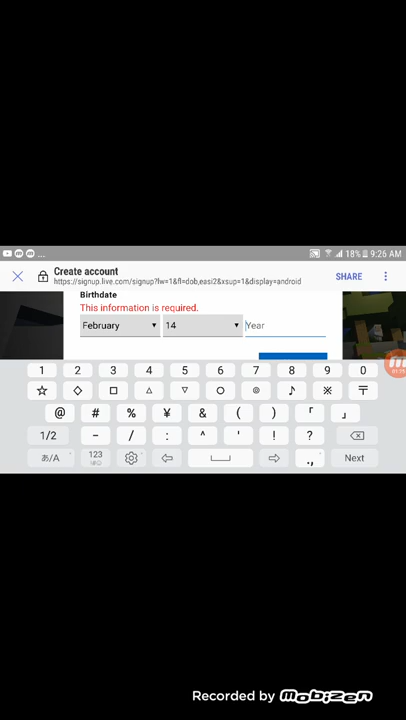 ... 18% 9:26 AM
Create account
https://signup.live.com/signup?fw=1&fl=dob,easi2&xsup=1&display=android
SHARE
Birthdate
This information is required.
February 14 Year
1 2 3 4 5 6 7 8 9 0
☆ ◇ □ △ ▽ ○ ◎ ♪ ※ 〒
@ # % ¥ & ( ) 「 」
1/2 - / : ^ ' ! ?
あ/A 123 ., Next
Recorded by Mobizen